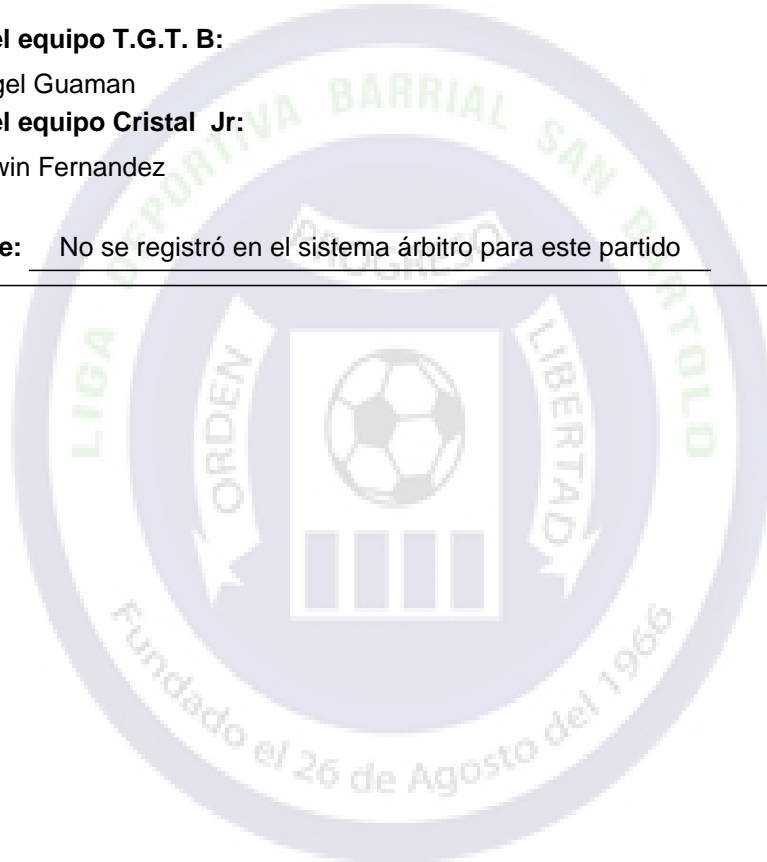 el equipo T.G.T. B:
gel Guaman
el equipo Cristal Jr:
win Fernandez
e: No se registró en el sistema árbitro para este partido
LIGA DEPORTIVA BARRIAL SAN BARTOLO
PROGRESO
ORDEN
LIBERTAD
Fundado el 26 de Agosto del 1966